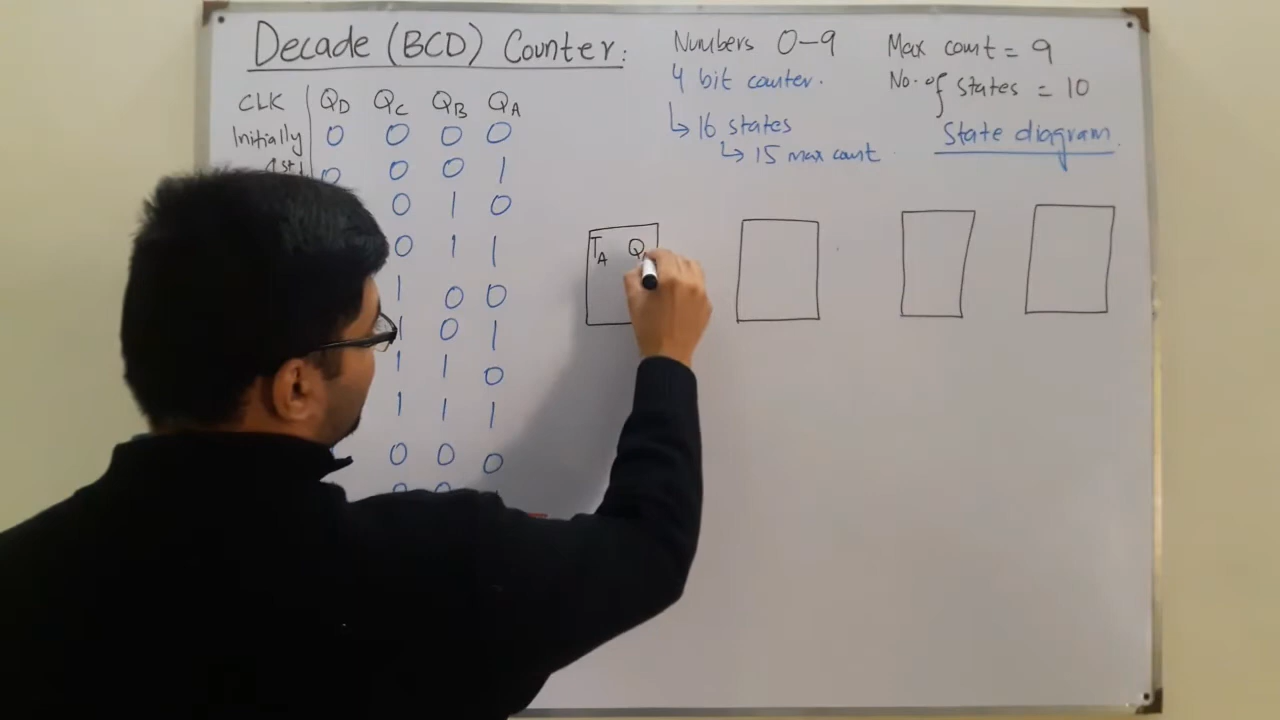 Decade (BCD) Counter:
Numbers 0-9
Max count = 9
4 bit counter.
No. of states = 10
↳ 16 states
↳ 15 max count
State diagram
CLK QD QC QB QA
Initially 0 0 0 0
1st 0 0 0 1
0 1 0
0 1 1
1 0 0
1 0 1
1 1 0
1 1 1
0 0 0
TA Q